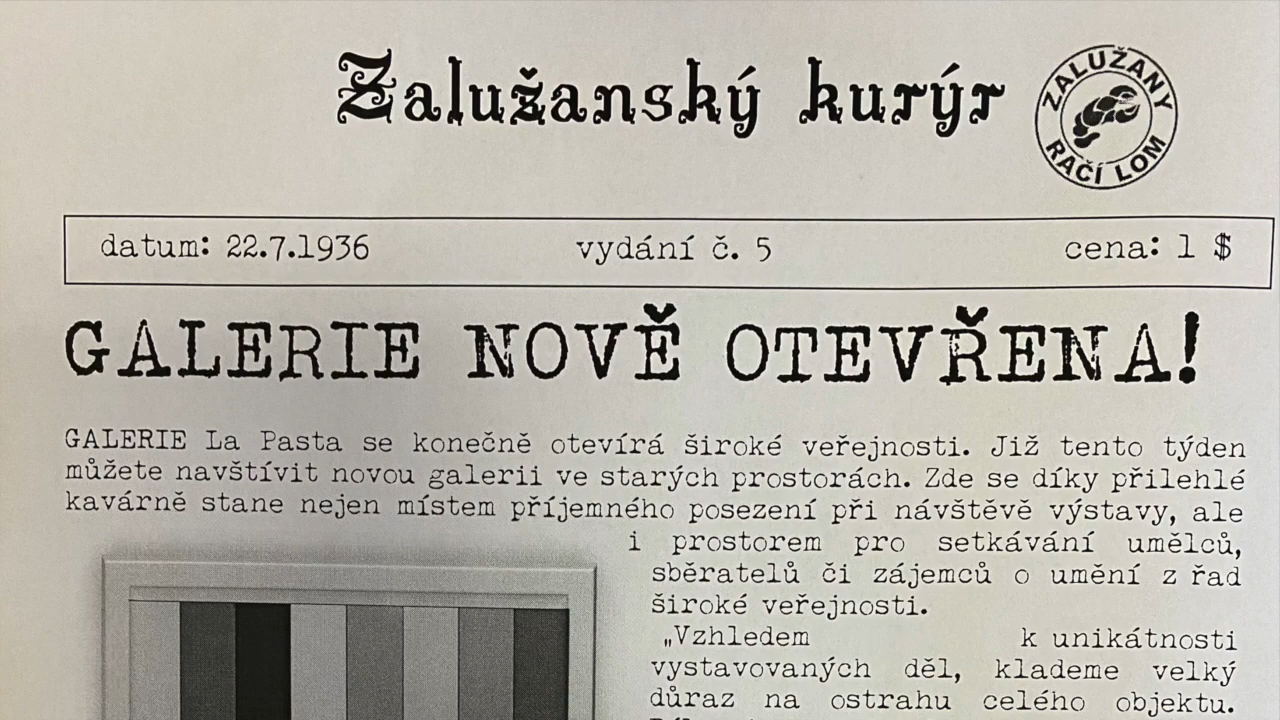 Zalužanský kurýr
ZALUŽANY
RAČÍ LOM
datum: 22.7.1936 vydání č. 5 cena: 1 $
GALERIE NOVĚ OTEVŘENA!
GALERIE La Pasta se konečně otevírá široké veřejnosti. Již tento týden
můžete navštívit novou galerii ve starých prostorách. Zde se díky přilehlé
kavárně stane nejen místem příjemného posezení při návštěvě výstavy, ale
i prostorem pro setkávání umělců,
sběratelů či zájemců o umění z řad
široké veřejnosti.
„Vzhledem k unikátnosti
vystavovaných děl, klademe velký
důraz na ostrahu celého objektu.